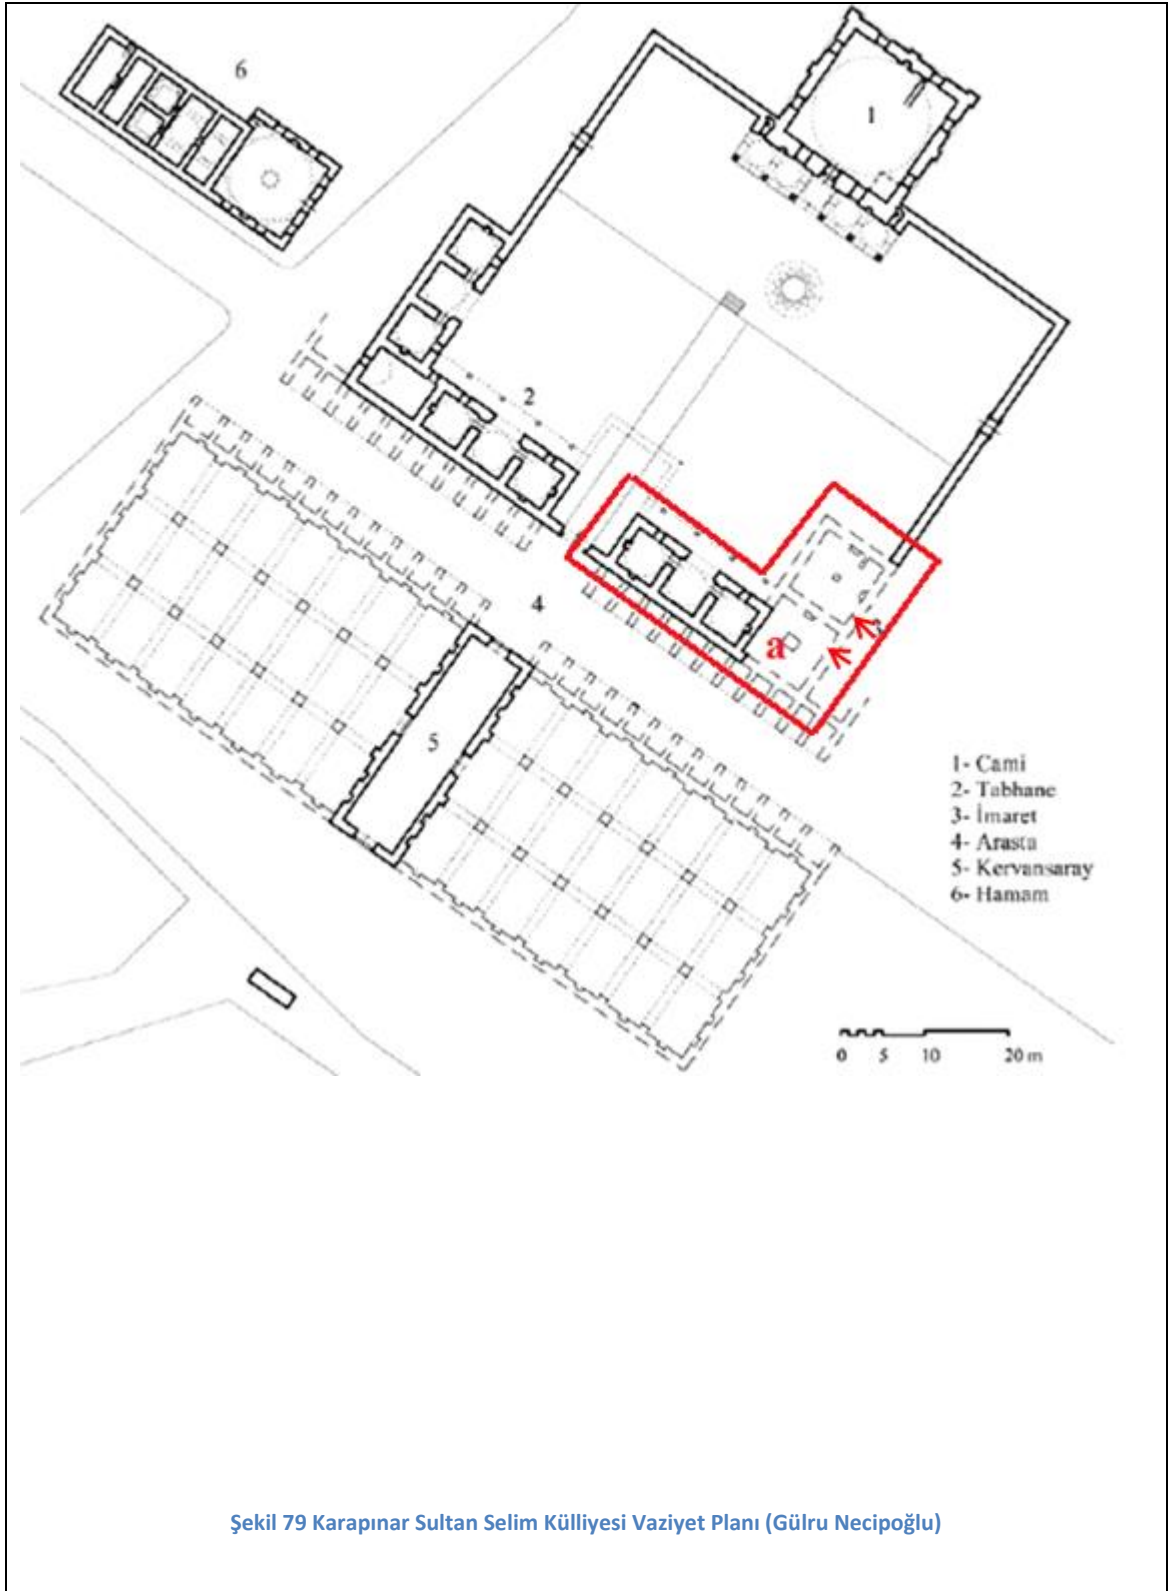 6
1
2
a
4
5
1- Cami
2- Tabhane
3- İmaret
4- Arasta
5- Kervansaray
6- Hamam
0 5 10 20 m
Şekil 79 Karapınar Sultan Selim Külliyesi Vaziyet Planı (Gülru Necipoğlu)